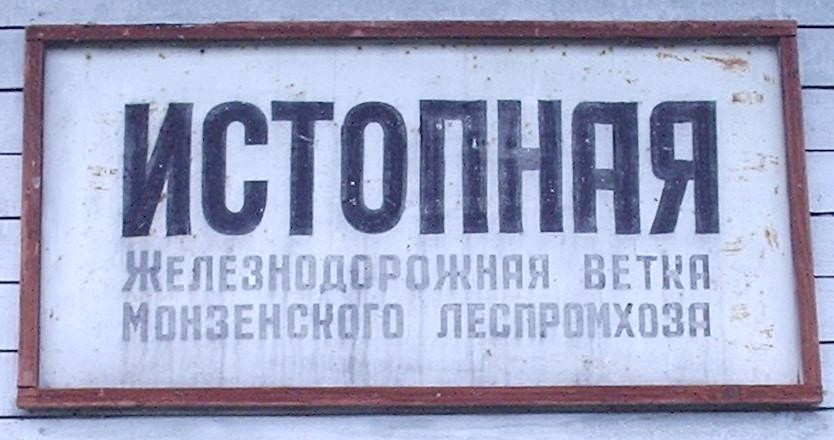 ИСТОПНАЯ
Железнодорожная ветка
Монзенского леспромхоза